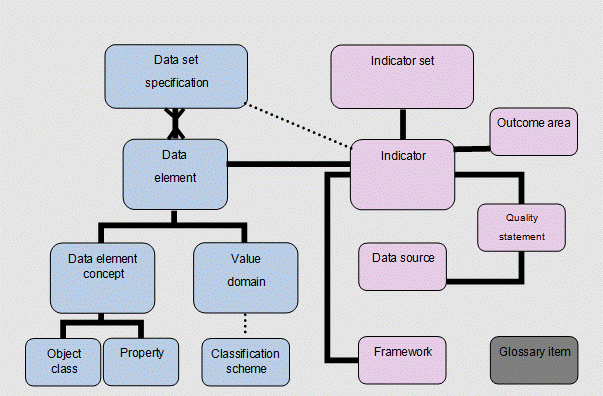 Data set
specification
Indicator set
Outcome area
Data
element
Indicator
Quality
statement
Data element
concept
Value
domain
Data source
Object
class
Property
Classification
scheme
Framework
Glossary item